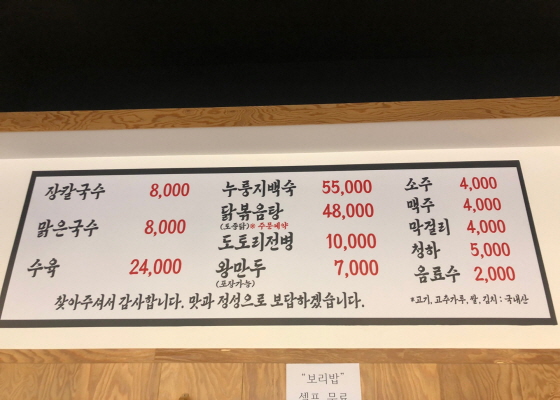 장칼국수 8,000
맑은국수 8,000
수육 24,000
누룽지백숙 55,000
닭볶음탕 48,000
(토종닭)※ 주문예약
도토리전병 10,000
왕만두 7,000
(포장가능)
소주 4,000
맥주 4,000
막걸리 4,000
청하 5,000
음료수 2,000
찾아주셔서 감사합니다. 맛과 정성으로 보답하겠습니다.
*고기, 고추가루, 쌀, 김치 : 국내산
"보리밥"
셀프 무료